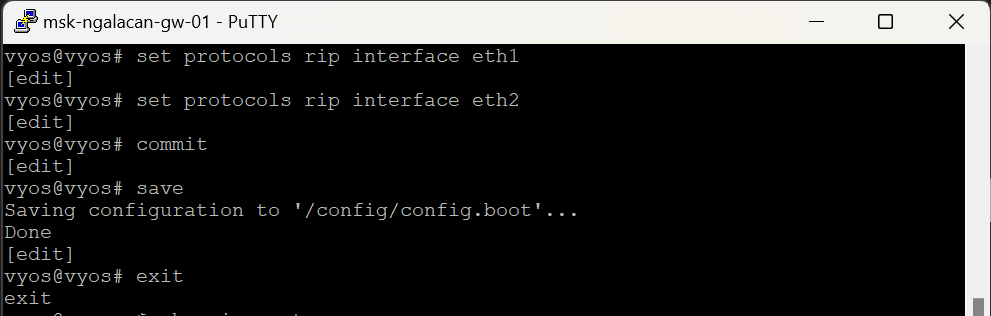 msk-ngalacan-gw-01 - PuTTY
vyos@vyos# set protocols rip interface eth1
[edit]
vyos@vyos# set protocols rip interface eth2
[edit]
vyos@vyos# commit
[edit]
vyos@vyos# save
Saving configuration to '/config/config.boot'...
Done
[edit]
vyos@vyos# exit
exit